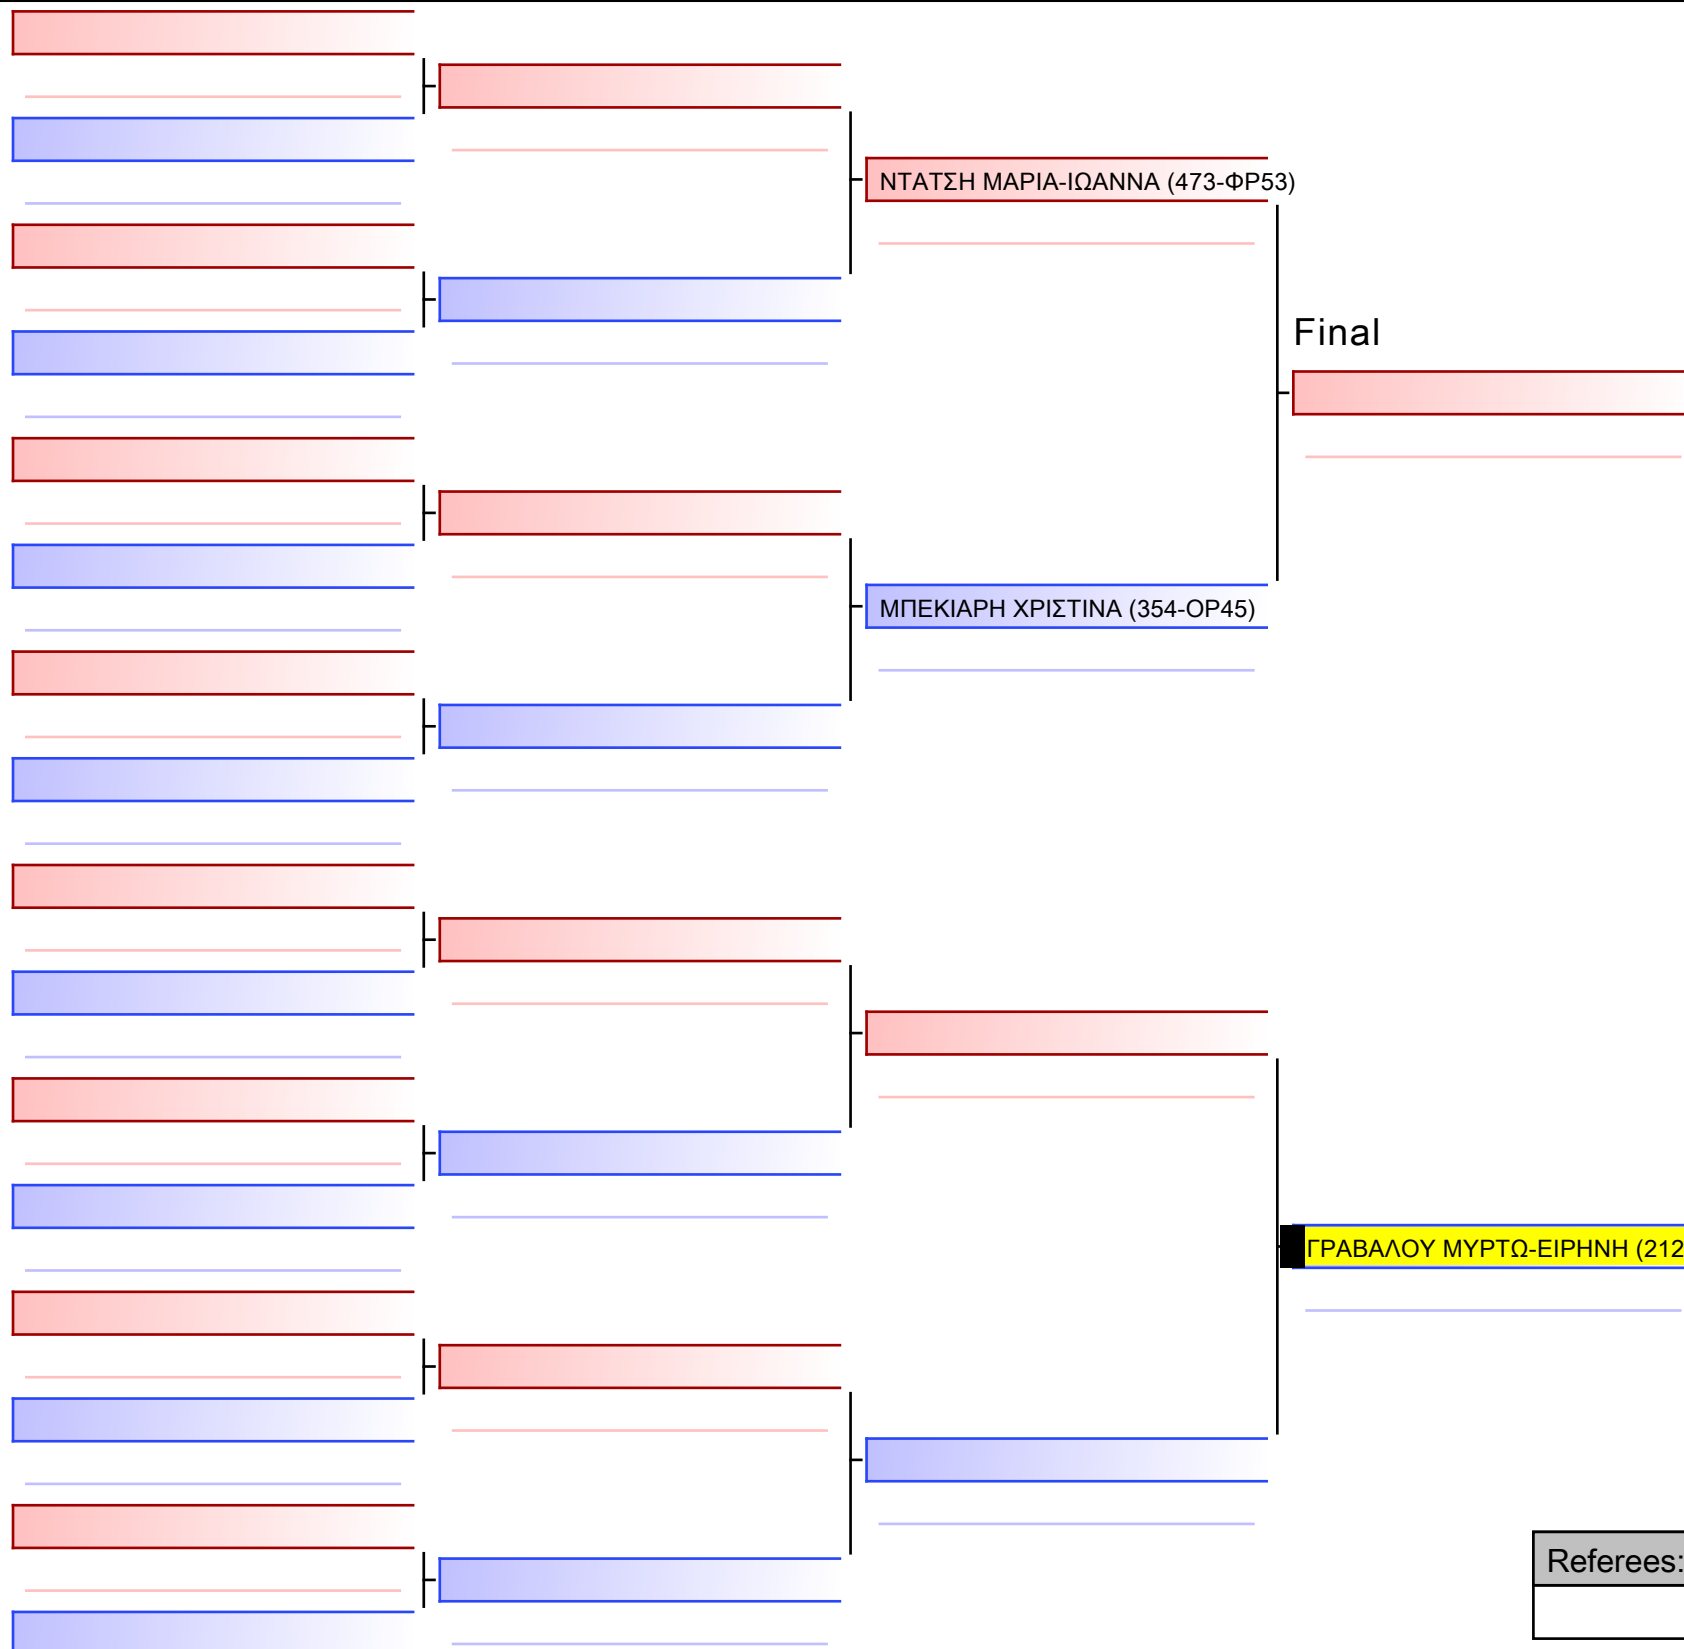 ΝΤΑΤΣΗ ΜΑΡΙΑ-ΙΩΑΝΝΑ (473-ΦΡ53)
Final
ΜΠΕΚΙΑΡΗ ΧΡΙΣΤΙΝΑ (354-ΟΡ45)
ΓΡΑΒΑΛΟΥ ΜΥΡΤΩ-ΕΙΡΗΝΗ (212
Referees: